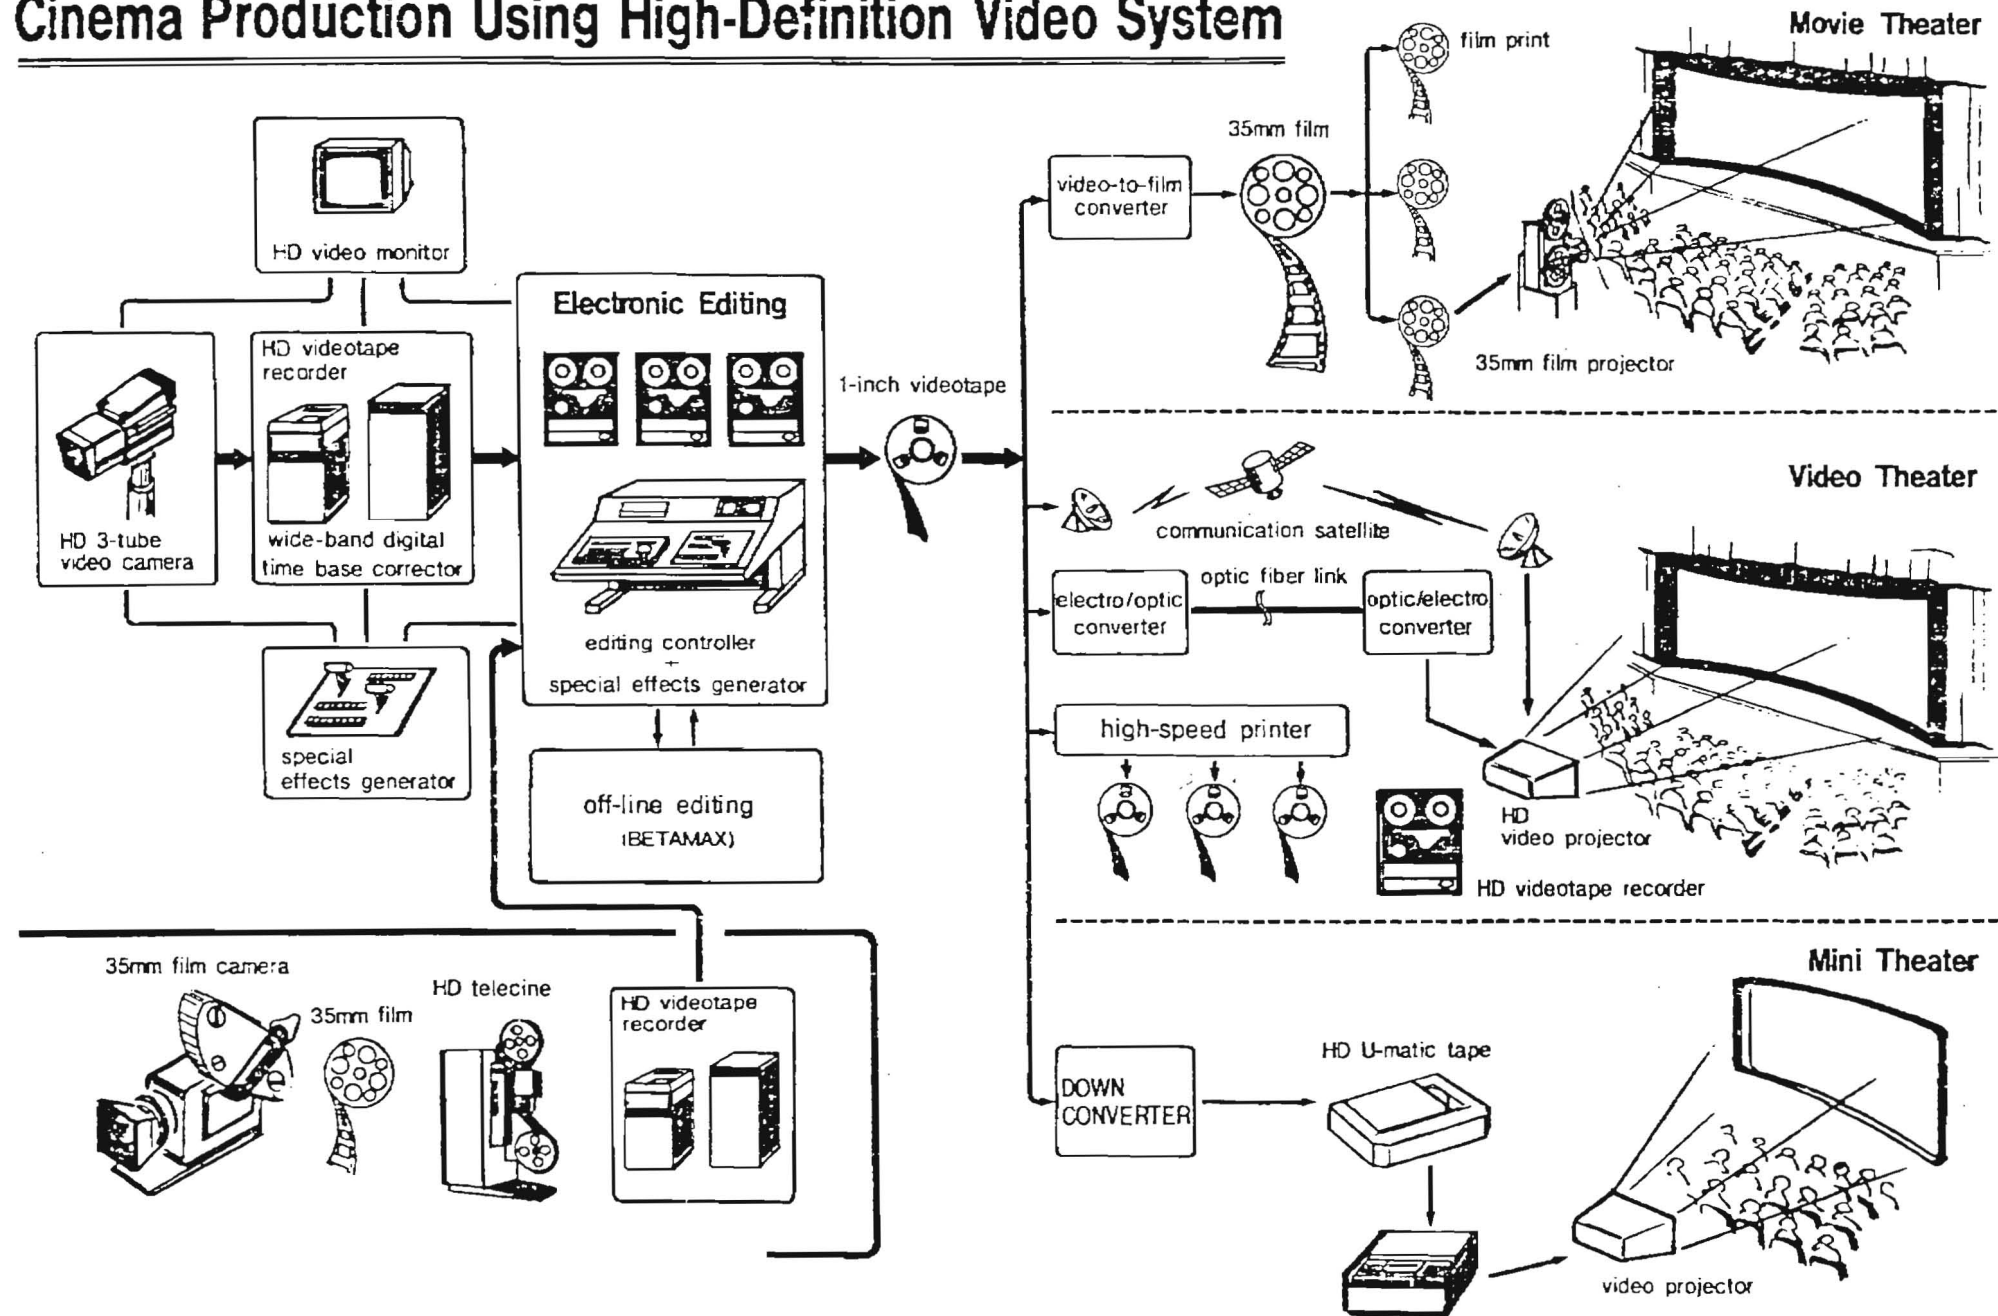 Cinema Production Using High-Definition Video System
HD video monitor
HD 3-tube
video camera
HD videotape
recorder
wide-band digital
time base corrector
special
effects generator
Electronic Editing
editing controller
+
special effects generator
off-line editing
(BETAMAX)
1-inch videotape
35mm film camera
35mm film
HD telecine
HD videotape
recorder
video-to-film
converter
35mm film
film print
35mm film projector
Movie Theater
communication satellite
electro/optic
converter
optic fiber link
optic/electro
converter
high-speed printer
HD
video projector
HD videotape recorder
Video Theater
DOWN
CONVERTER
HD U-matic tape
video projector
Mini Theater